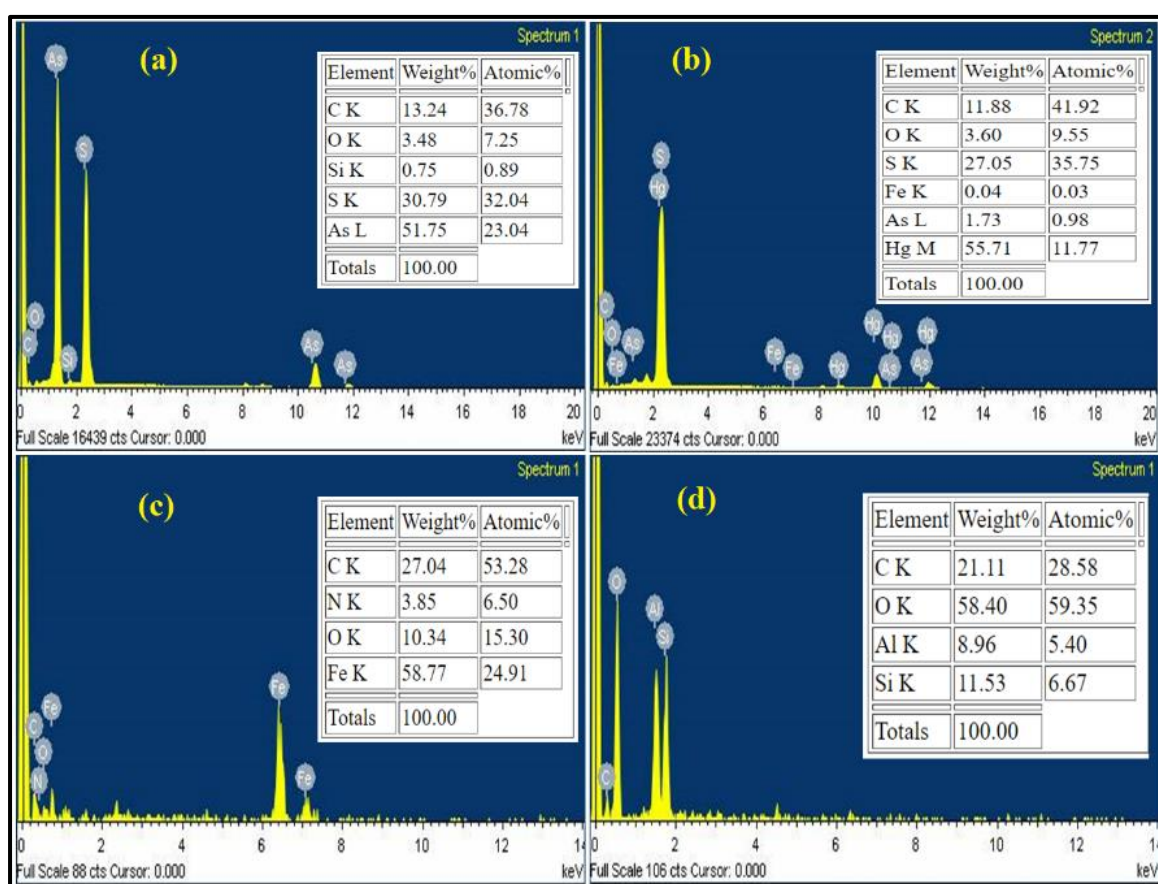 Spectrum 1
(a)
Element Weight% Atomic%
C K 13.24 36.78
O K 3.48 7.25
Si K 0.75 0.89
S K 30.79 32.04
As L 51.75 23.04
Totals 100.00
As
S
O
C
Si
As
As
0 2 4 6 8 10 12 14 16 18 20
Full Scale 16439 cts Cursor: 0.000 keV
Spectrum 2
(b)
Element Weight% Atomic%
C K 11.88 41.92
O K 3.60 9.55
S K 27.05 35.75
Fe K 0.04 0.03
As L 1.73 0.98
Hg M 55.71 11.77
Totals 100.00
S
Hg
C
O
Fe
As
Fe
Fe
Hg
Hg
Hg
As
Hg
As
0 2 4 6 8 10 12 14 16 18 20
Full Scale 23374 cts Cursor: 0.000 keV
Spectrum 1
(c)
Element Weight% Atomic%
C K 27.04 53.28
N K 3.85 6.50
O K 10.34 15.30
Fe K 58.77 24.91
Totals 100.00
Fe
C
O
N
Fe
Fe
0 2 4 6 8 10 12 14
Full Scale 88 cts Cursor: 0.000 keV
Spectrum 1
(d)
Element Weight% Atomic%
C K 21.11 28.58
O K 58.40 59.35
Al K 8.96 5.40
Si K 11.53 6.67
Totals 100.00
O
Al
Si
C
0 2 4 6 8 10 12 14
Full Scale 106 cts Cursor: 0.000 keV